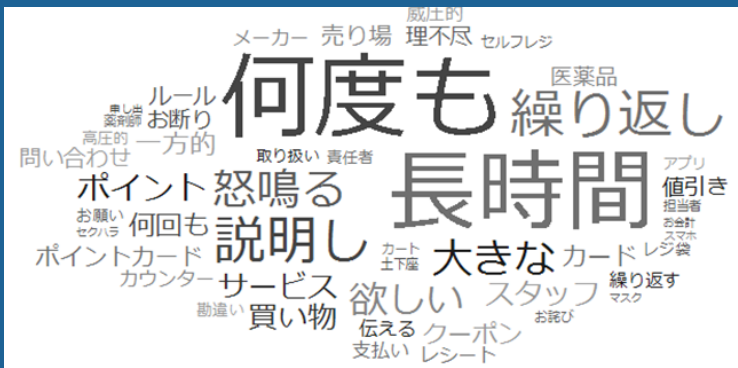 威圧的
メーカー 売り場 理不尽 セルフレジ
何度も
医薬品
ルール
繰り返し
申し出
薬剤師 お断り
高圧的 一方的
問い合わせ
取り扱い 責任者
長時間
アプリ
ポイント 怒鳴る
値引き
担当者
お願い
セクハラ 何回も
説明し
お会計
スマホ
ポイントカード
カート
土下座
大きな カード レジ袋
カウンター サービス
欲しい スタッフ 繰り返す
マスク
勘違い 買い物
伝える クーポン お詫び
支払い レシート